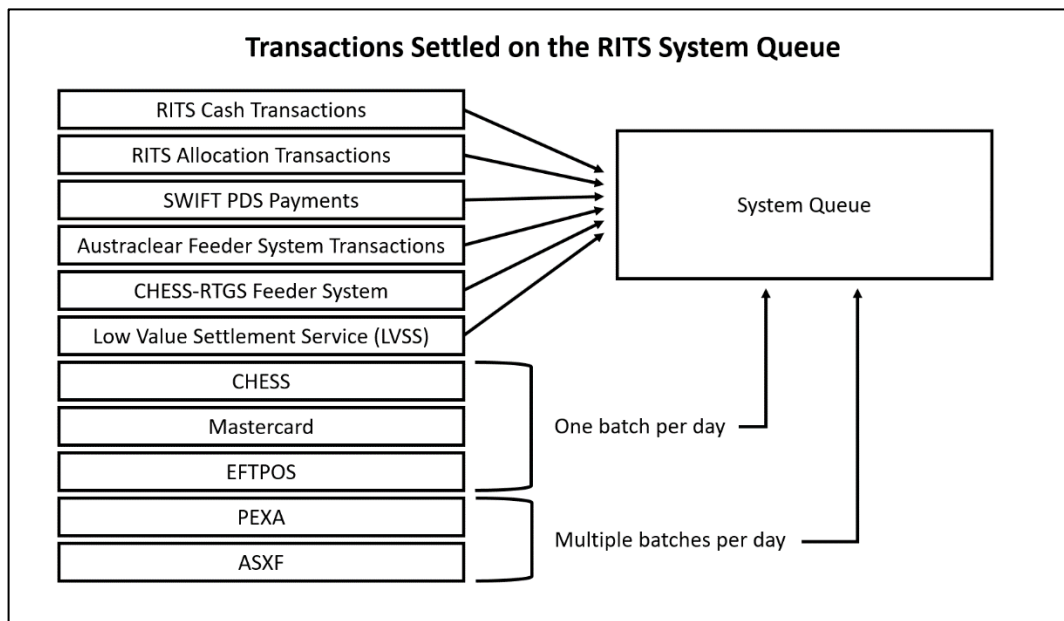 Transactions Settled on the RITS System Queue
RITS Cash Transactions
RITS Allocation Transactions
SWIFT PDS Payments
Austraclear Feeder System Transactions
CHESS-RTGS Feeder System
Low Value Settlement Service (LVSS)
CHESS
Mastercard
EFTPOS
PEXA
ASXF
System Queue
One batch per day
Multiple batches per day